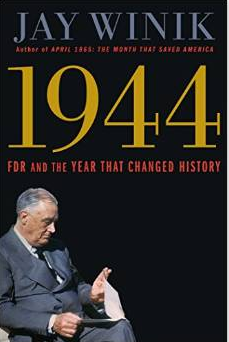 JAY WINIK
Author of APRIL 1865: THE MONTH THAT SAVED AMERICA
1944
FDR AND THE YEAR THAT CHANGED HISTORY